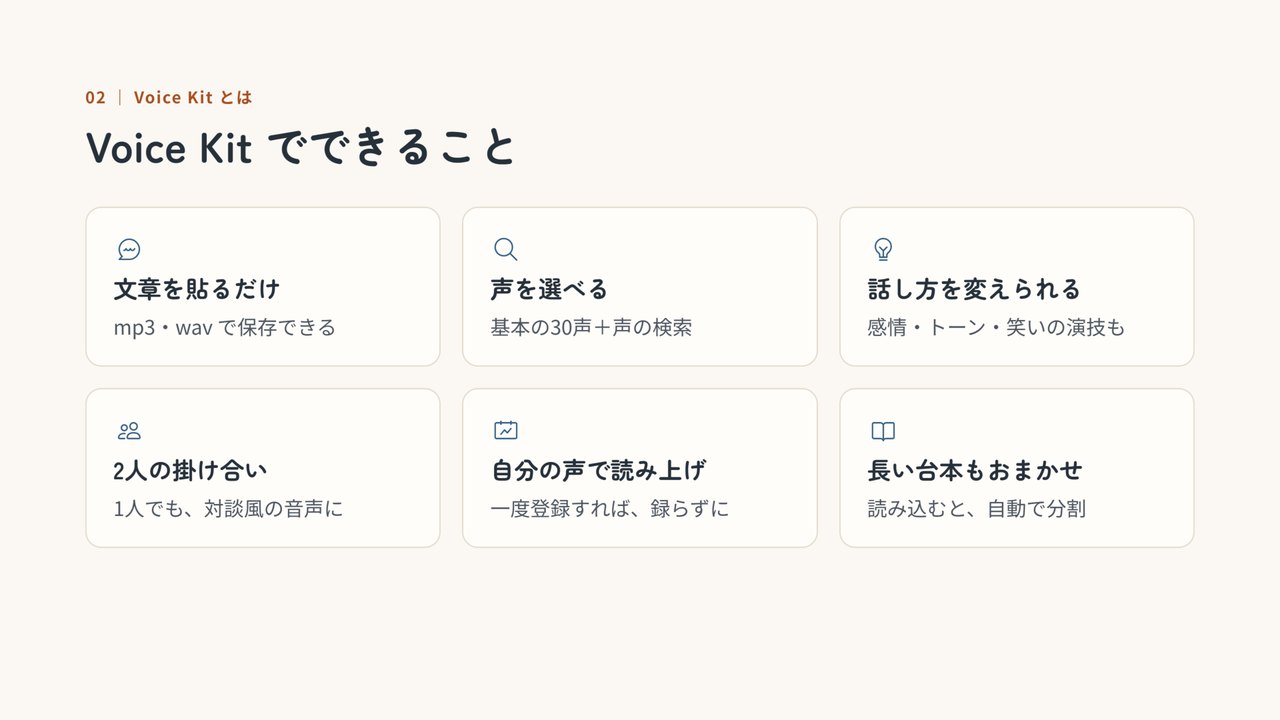 02 | Voice Kit とは
Voice Kit でできること
文章を貼るだけ
mp3・wav で保存できる
声を選べる
基本の30声＋声の検索
話し方を変えられる
感情・トーン・笑いの演技も
2人の掛け合い
1人でも、対談風の音声に
自分の声で読み上げ
一度登録すれば、録らずに
長い台本もおまかせ
読み込むと、自動で分割